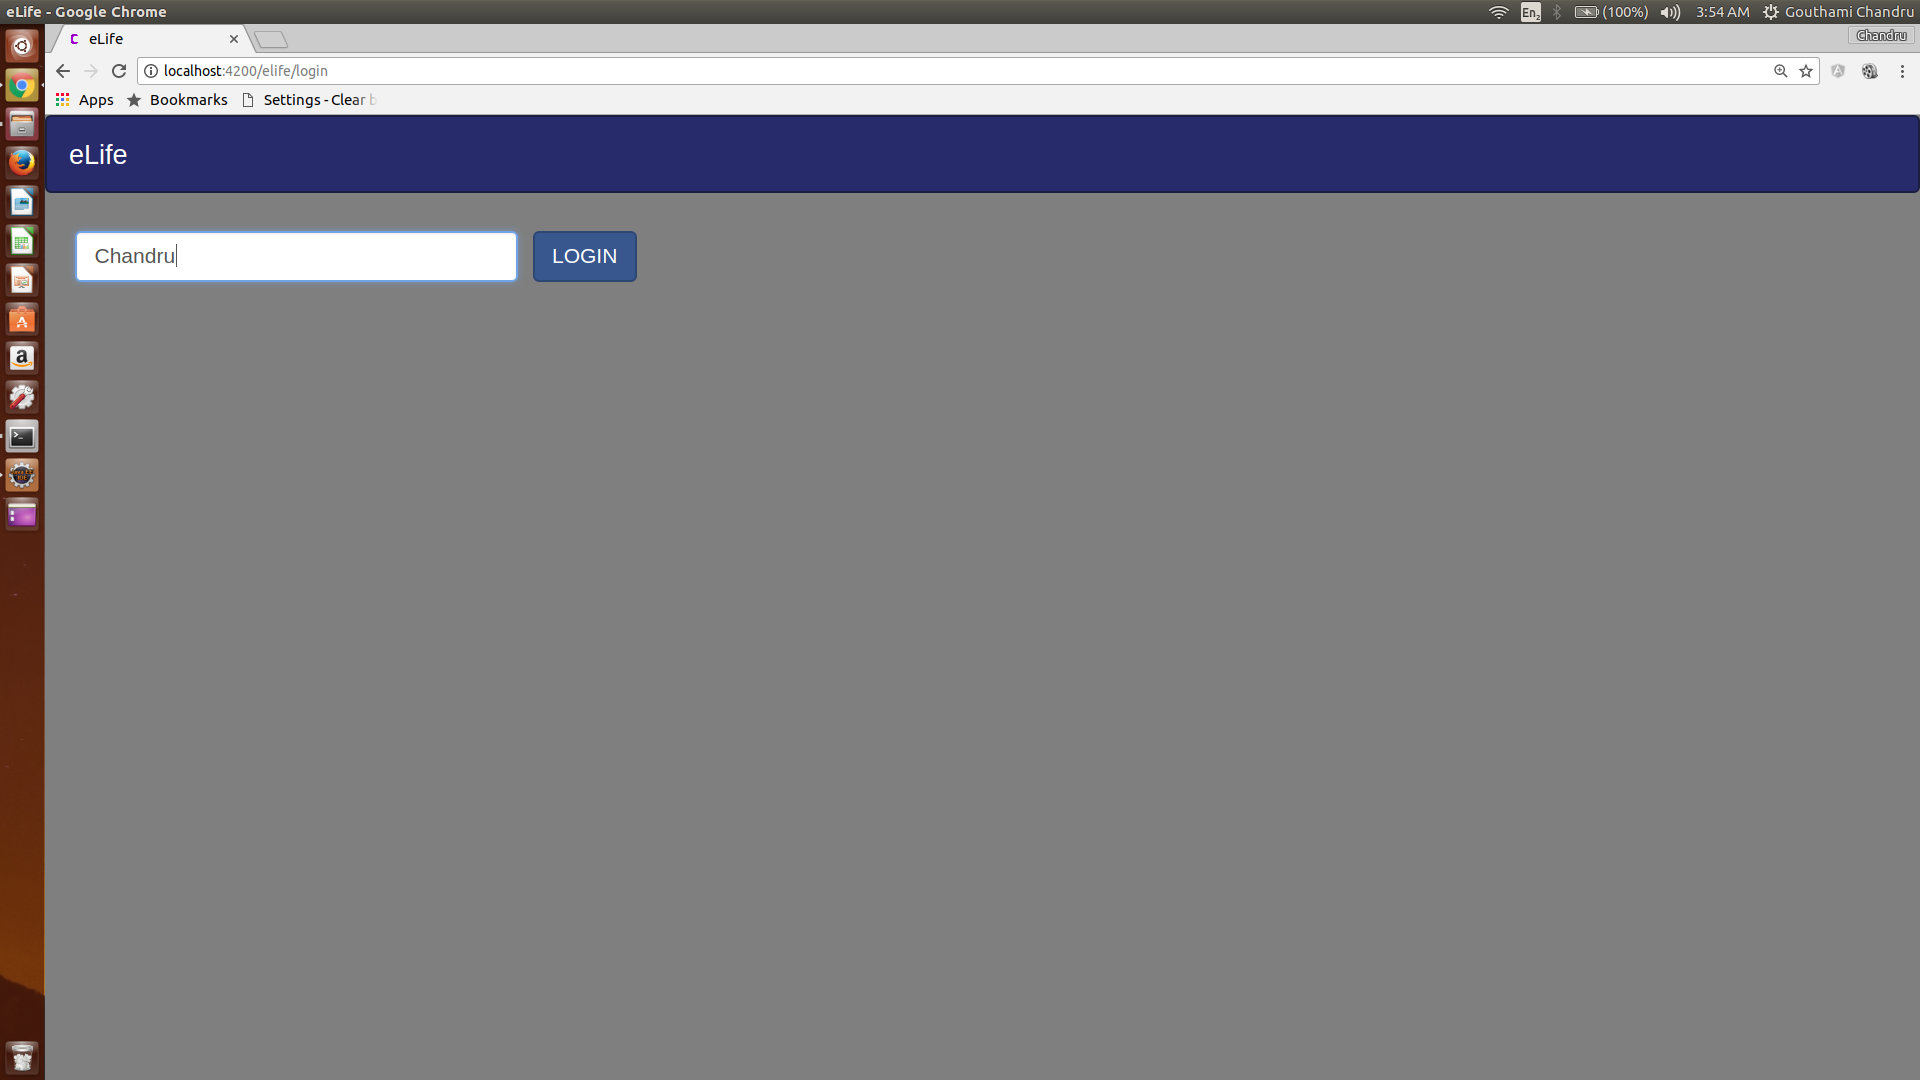 eLife - Google Chrome
En2
(100%)
3:54 AM
Gouthami Chandru
eLife
Chandru
localhost:4200/elife/login
Apps
Bookmarks
Settings - Clear b
eLife
Chandru
LOGIN